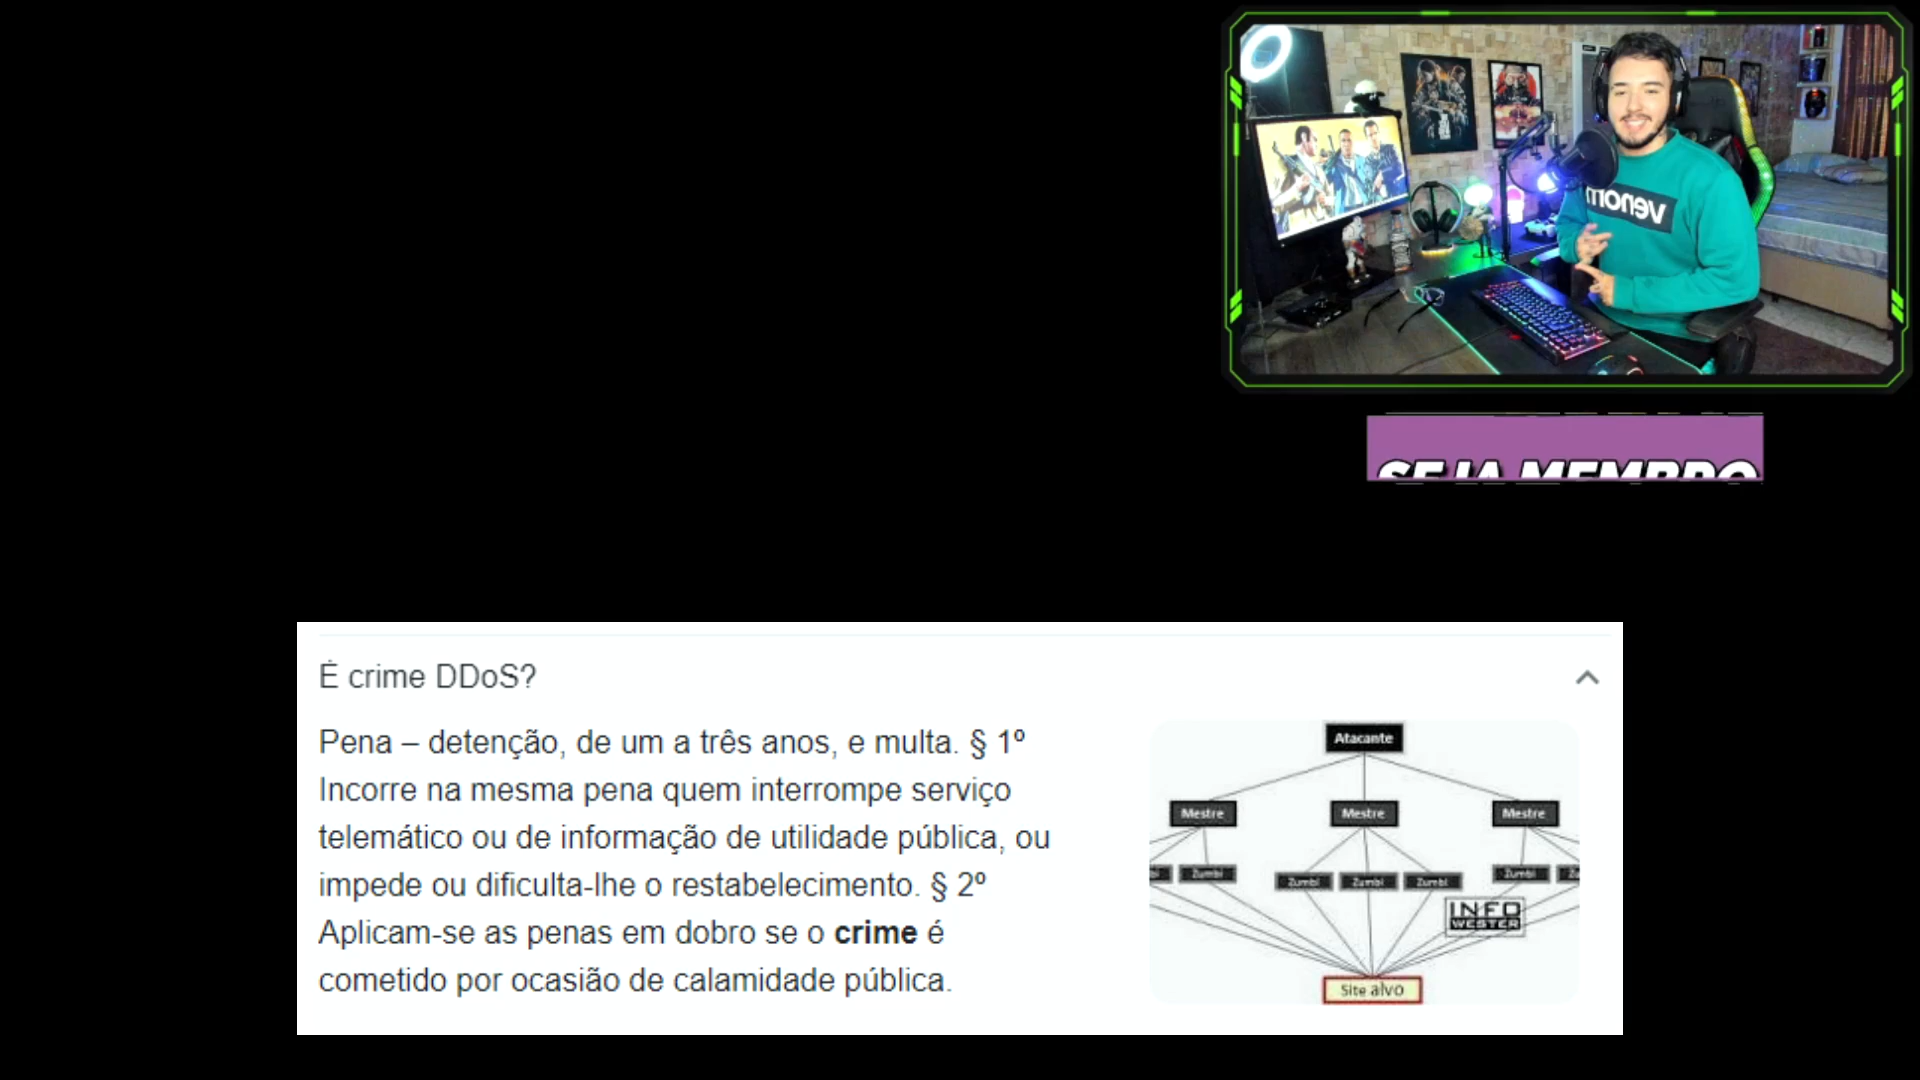 venom
SEJA MEMBRO
É crime DDoS?
Pena – detenção, de um a três anos, e multa. § 1º
Incorre na mesma pena quem interrompe serviço
telemático ou de informação de utilidade pública, ou
impede ou dificulta-lhe o restabelecimento. § 2º
Aplicam-se as penas em dobro se o crime é
cometido por ocasião de calamidade pública.
Atacante
Mestre Mestre Mestre
Zumbi Zumbi Zumbi Zumbi Zumbi
INFO
WESTER
Site alvo